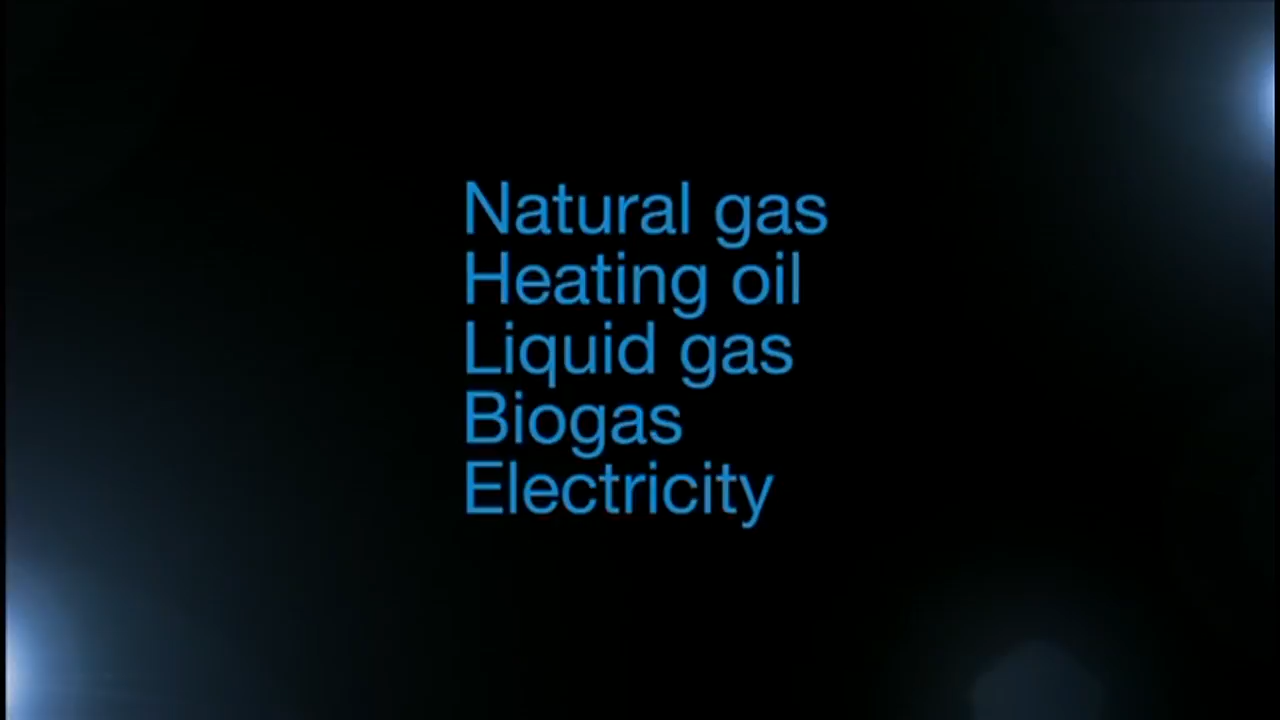 Natural gas
Heating oil
Liquid gas
Biogas
Electricity